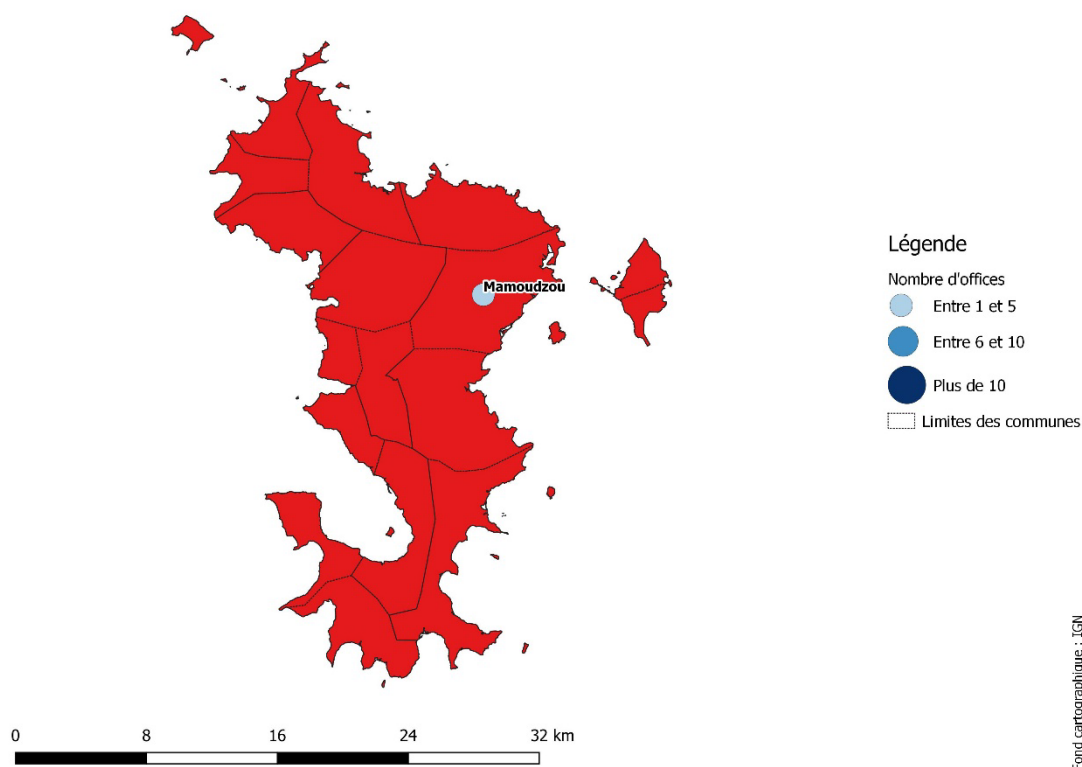 Mamoudzou
Légende
Nombre d'offices
Entre 1 et 5
Entre 6 et 10
Plus de 10
Limites des communes
0 8 16 24 32 km
Fond cartographique : IGN